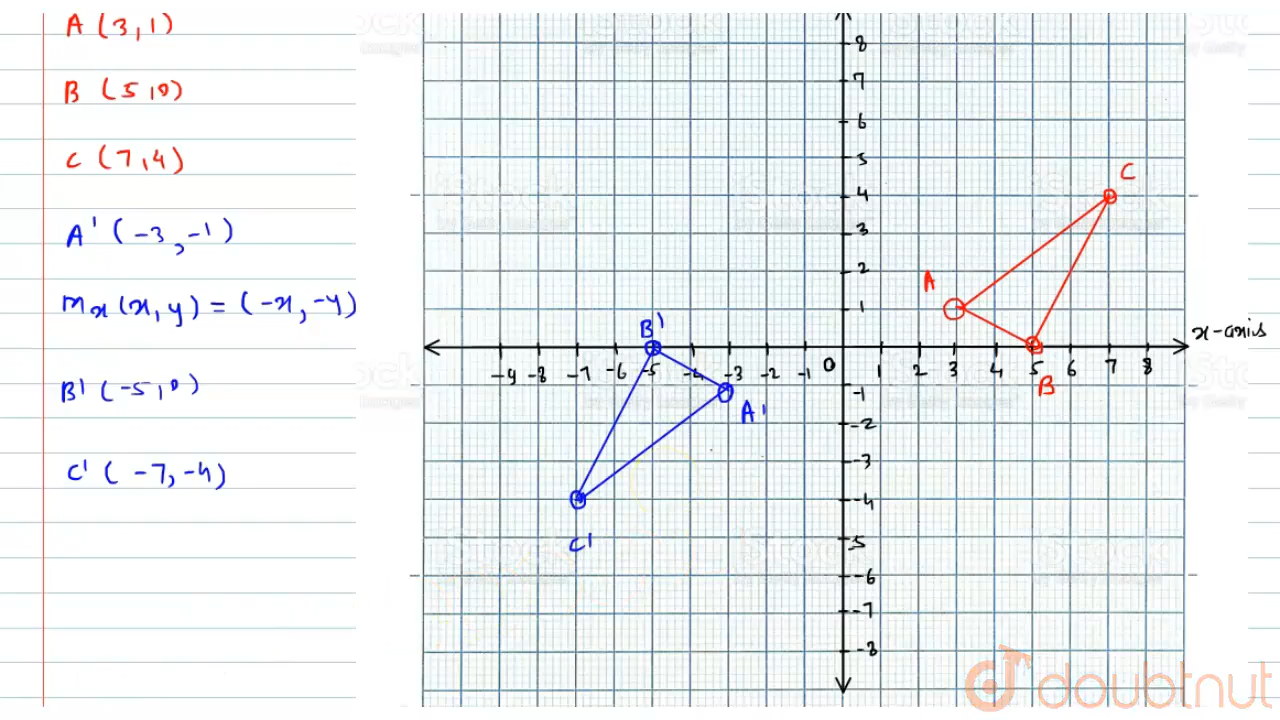 A (3,1)
B (5,0)
C (7,4)
A' (-3,-1)
mx(x,y) = (-x,-y)
B' (-5,0)
C' (-7,-4)
8
7
6
5
4
3
2
1
C
A
B'
x-axis
-9 -8 -7 -6 -5 -4 -3 -2 -1 0 1 2 3 4 5 6 7 8
B
A'
-1
-2
-3
-4
C'
-5
-6
-7
-8
iStock
doubtnut